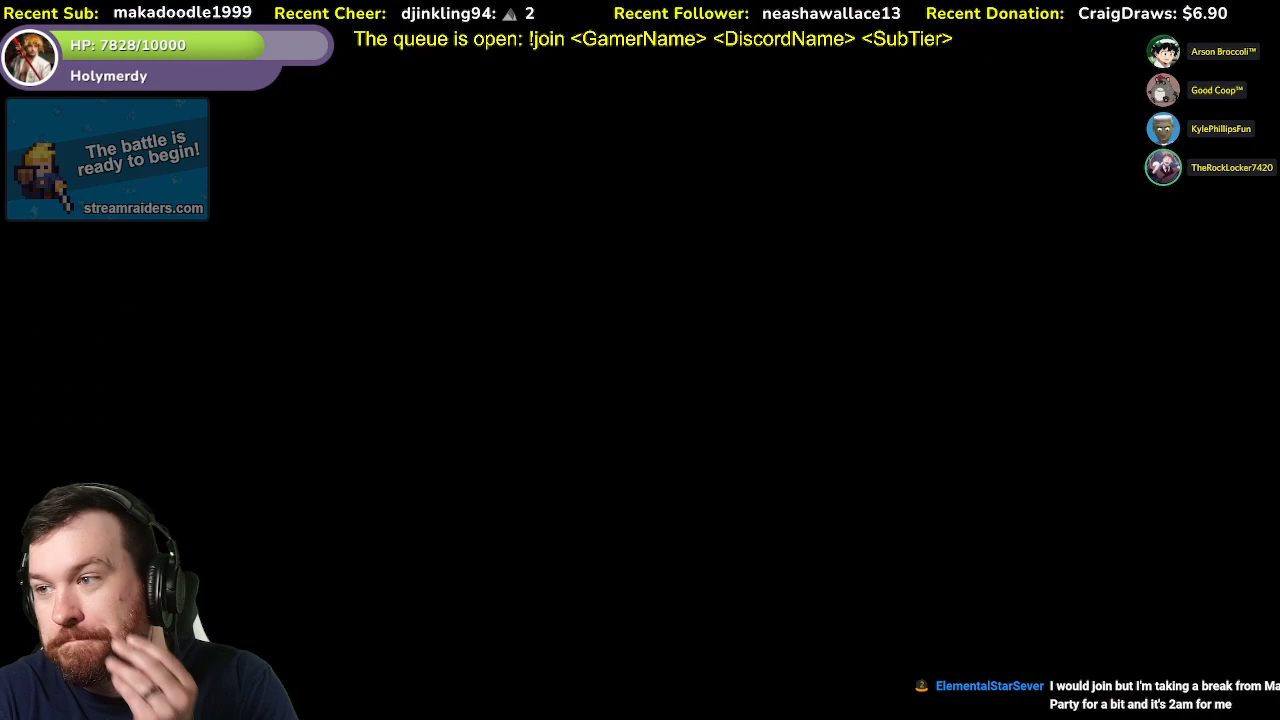 Recent Sub: makadoodle1999 Recent Cheer: djinkling94: 2 Recent Follower: neashawallace13 Recent Donation: CraigDraws: $6.90
The queue is open: !join <GamerName> <DiscordName> <SubTier>
HP: 7828/10000
Holymerdy
The battle is
ready to begin!
streamraiders.com
Arson Broccoli™
Good Coop™
KylePhillipsFun
TheRockLocker7420
ElementalStarSever I would join but I'm taking a break from Ma
Party for a bit and it's 2am for me